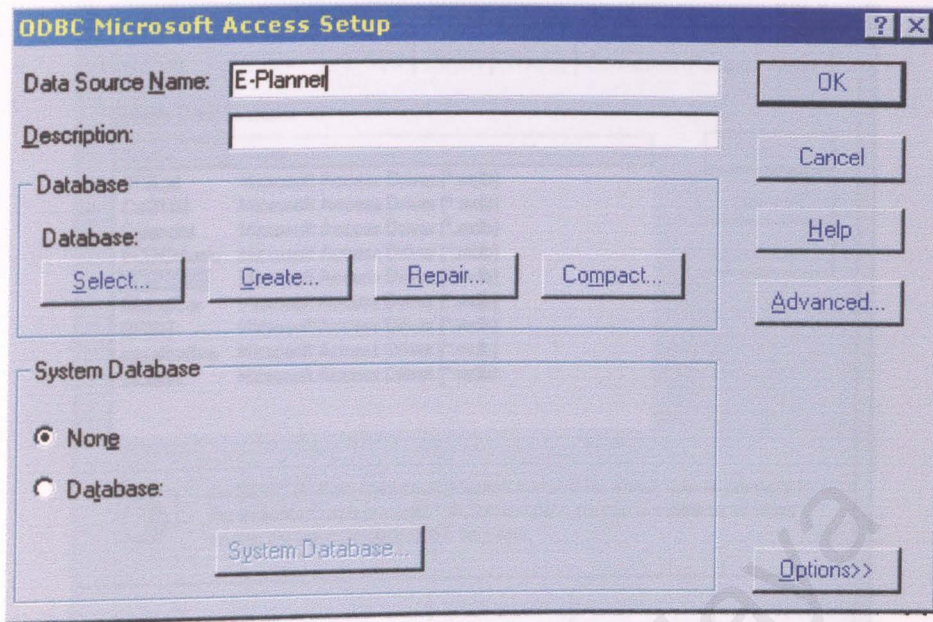 ODBC Microsoft Access Setup
Data Source Name: E-Planner
OK
Description:
Cancel
Database
Help
Database:
Select... Create... Repair... Compact...
Advanced...
System Database
None
Database:
System Database...
Options>>